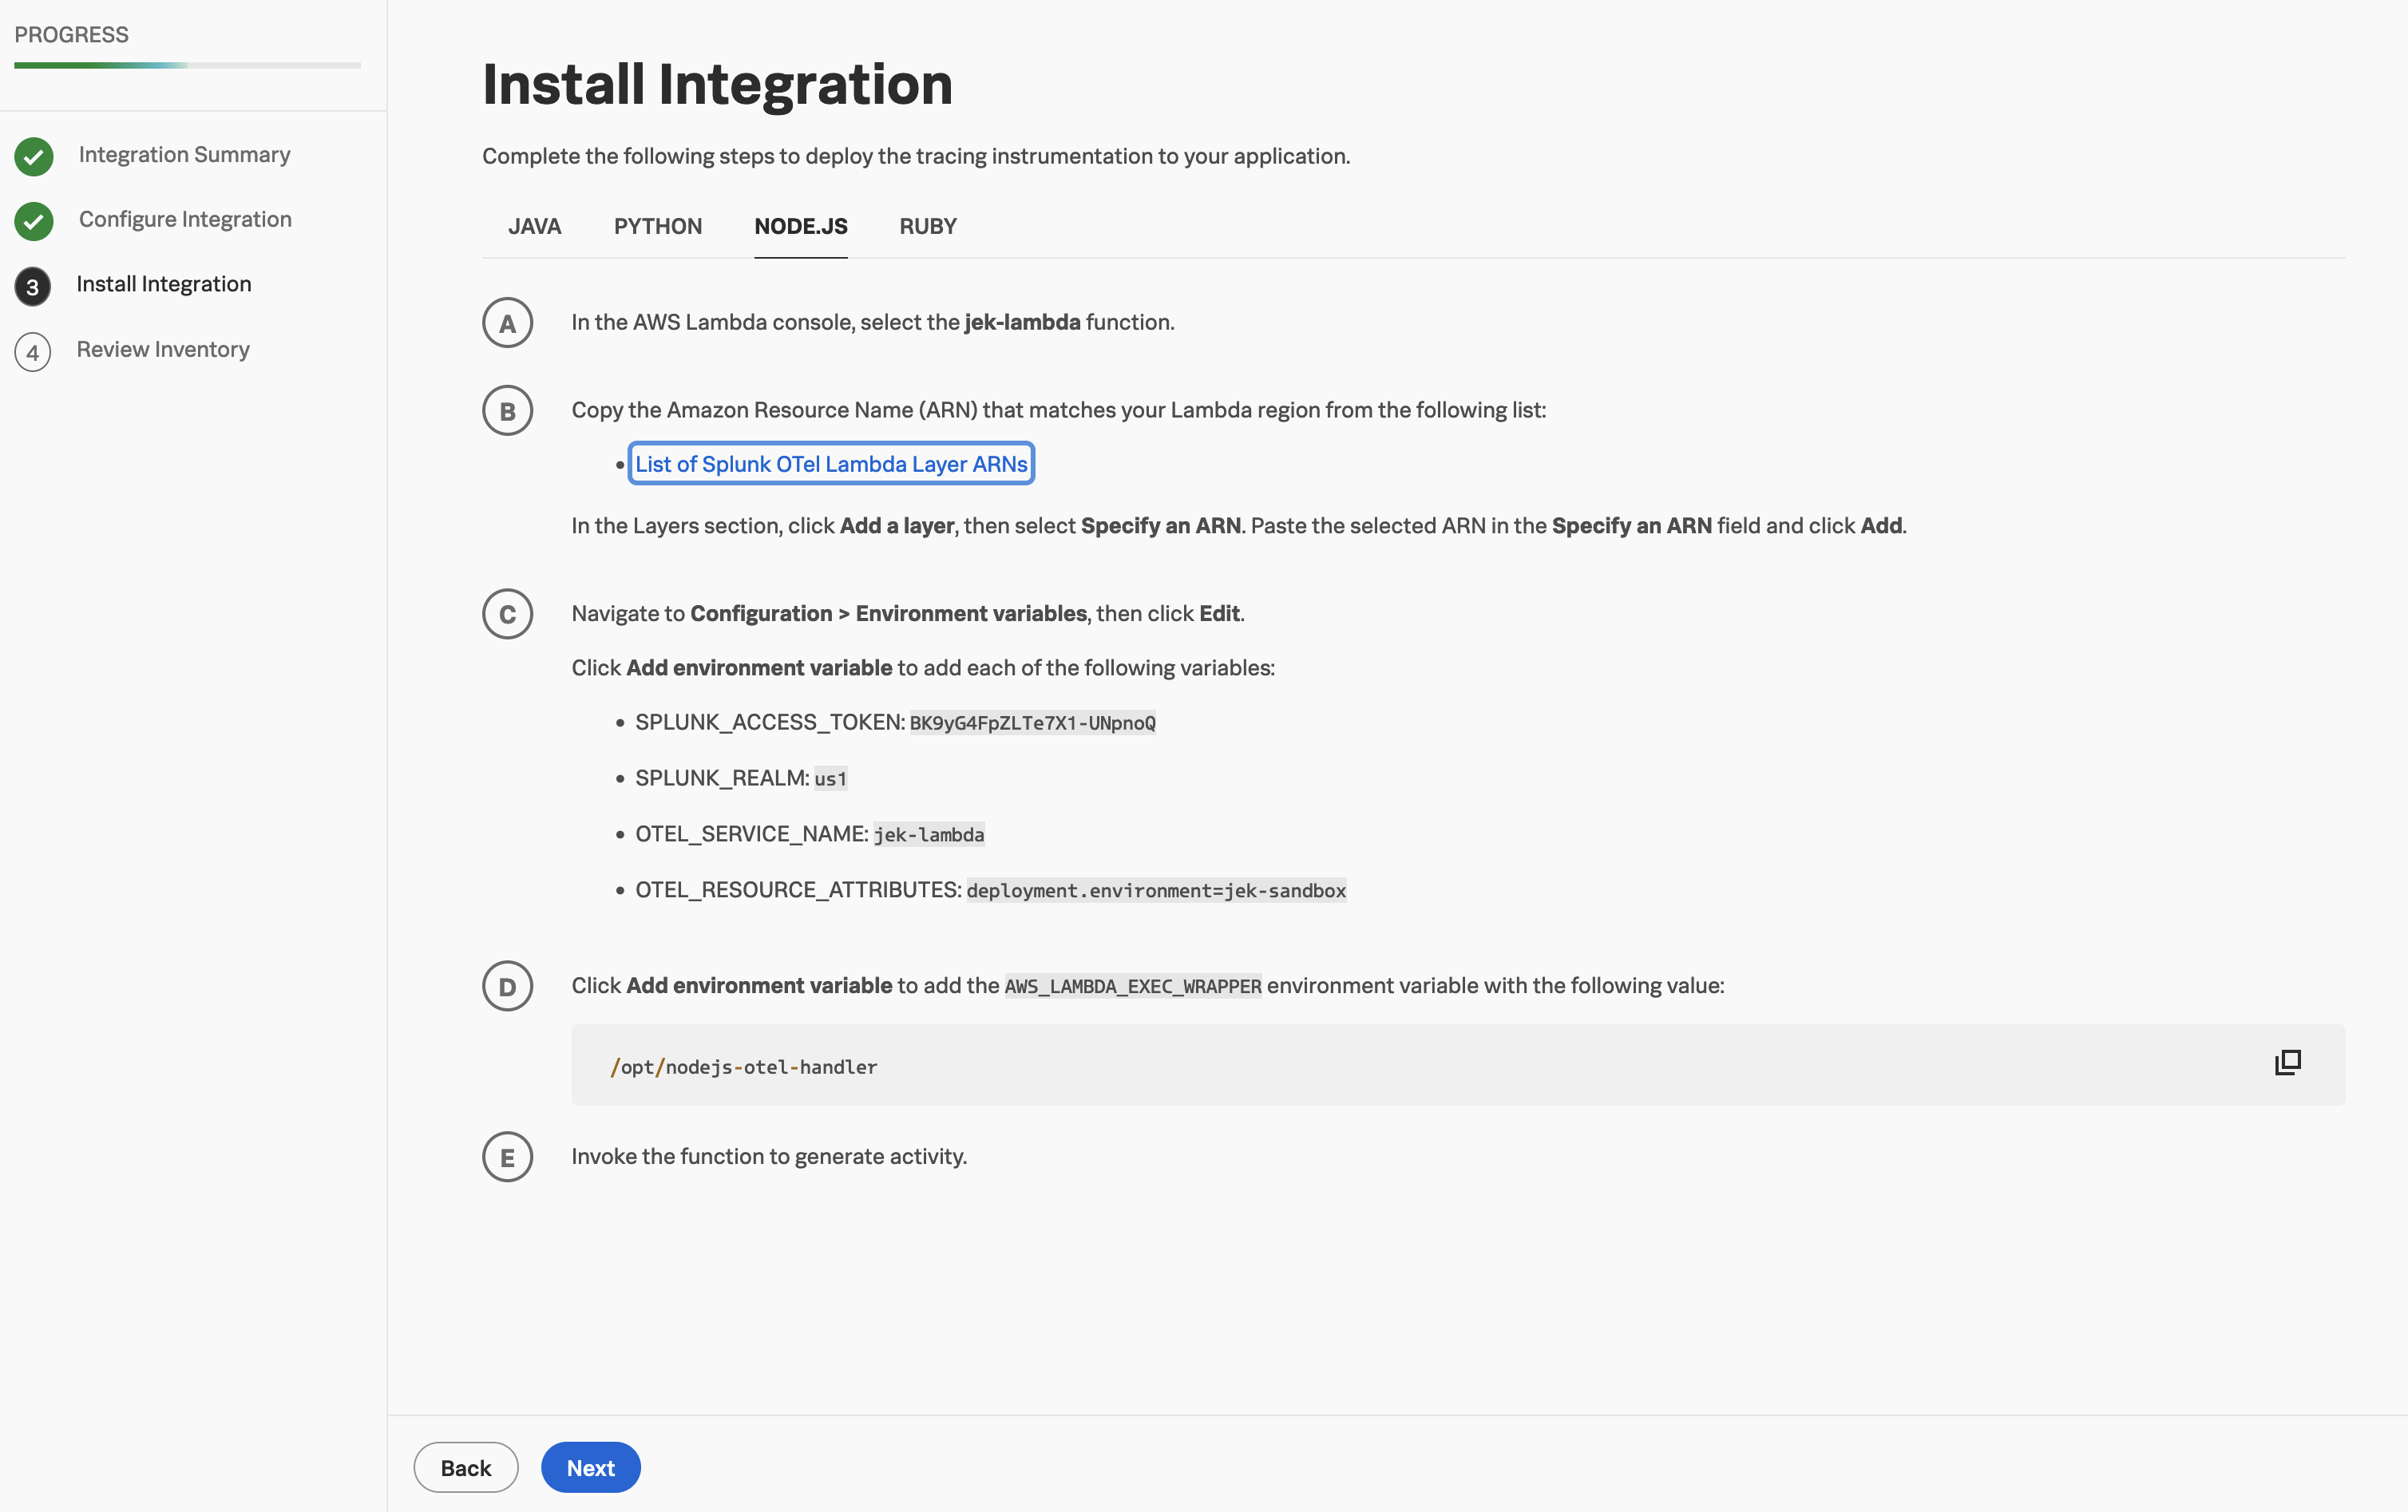 PROGRESS
Integration Summary
Configure Integration
3 Install Integration
4 Review Inventory
Install Integration
Complete the following steps to deploy the tracing instrumentation to your application.
JAVA PYTHON NODE.JS RUBY
A In the AWS Lambda console, select the jek-lambda function.
B Copy the Amazon Resource Name (ARN) that matches your Lambda region from the following list:
• List of Splunk OTel Lambda Layer ARNs
In the Layers section, click Add a layer, then select Specify an ARN. Paste the selected ARN in the Specify an ARN field and click Add.
C Navigate to Configuration > Environment variables, then click Edit.
Click Add environment variable to add each of the following variables:
• SPLUNK_ACCESS_TOKEN: BK9yG4FpZLTe7X1-UNpnoQ
• SPLUNK_REALM: us1
• OTEL_SERVICE_NAME: jek-lambda
• OTEL_RESOURCE_ATTRIBUTES: deployment.environment=jek-sandbox
D Click Add environment variable to add the AWS_LAMBDA_EXEC_WRAPPER environment variable with the following value:
/opt/nodejs-otel-handler
E Invoke the function to generate activity.
Back Next